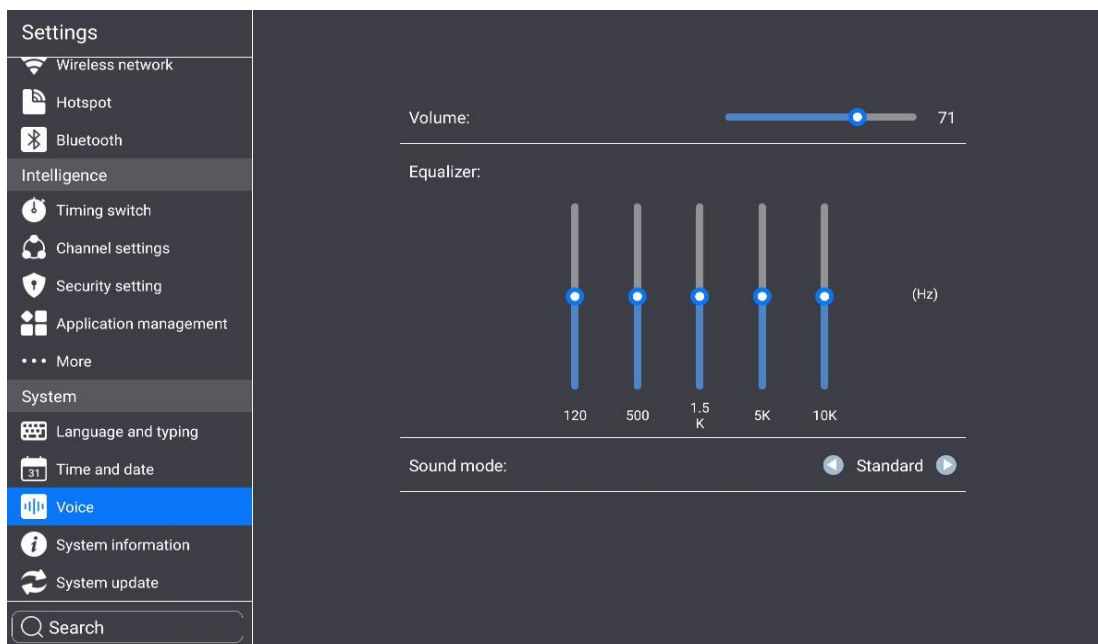 Settings
Wireless network
Hotspot
Bluetooth
Intelligence
Timing switch
Channel settings
Security setting
Application management
More
System
Language and typing
31 Time and date
Voice
System information
System update
Search
Volume: 71
Equalizer:
(Hz)
120 500 1.5 K 5K 10K
Sound mode: Standard